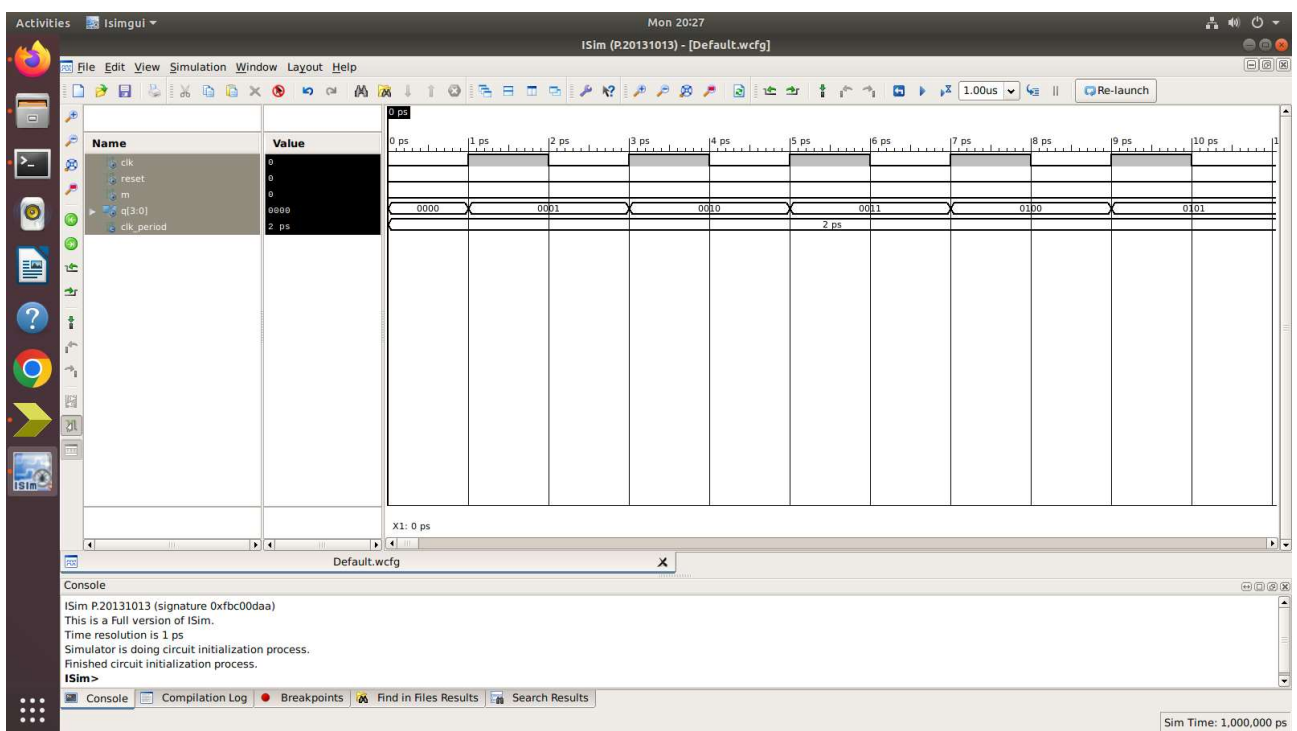 Activities Isimgui Mon 20:27
ISim (P.20131013) - [Default.wcfg]
File Edit View Simulation Window Layout Help
1.00us Re-launch
0 ps
Name Value 0 ps 1 ps 2 ps 3 ps 4 ps 5 ps 6 ps 7 ps 8 ps 9 ps 10 ps 1
clk 0
reset 0
m 0
q[3:0] 0000 0000 0001 0010 0011 0100 0101
clk_period 2 ps 2 ps
X1: 0 ps
Default.wcfg
Console
ISim P.20131013 (signature 0xfbc00daa)
This is a Full version of ISim.
Time resolution is 1 ps
Simulator is doing circuit initialization process.
Finished circuit initialization process.
ISim>
Console Compilation Log Breakpoints Find in Files Results Search Results
Sim Time: 1,000,000 ps
ISim